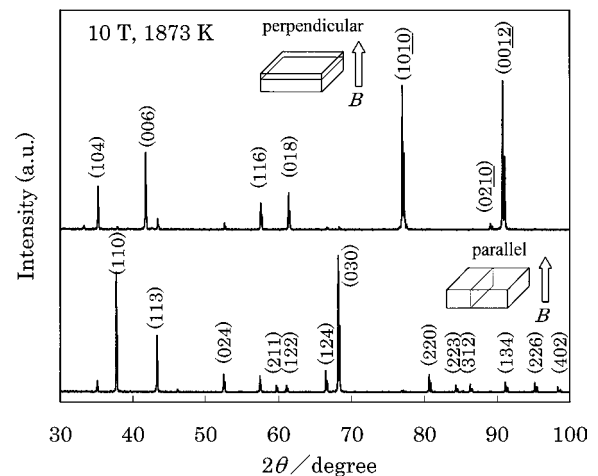 10 T, 1873 K
perpendicular
B
(104)
(006)
(116)
(018)
(1010)
(0210)
(0012)
Intensity (a.u.)
parallel
B
(110)
(113)
(024)
(211)
(122)
(124)
(030)
(220)
(223)
(312)
(134)
(226)
(402)
30 40 50 60 70 80 90 100
2θ / degree